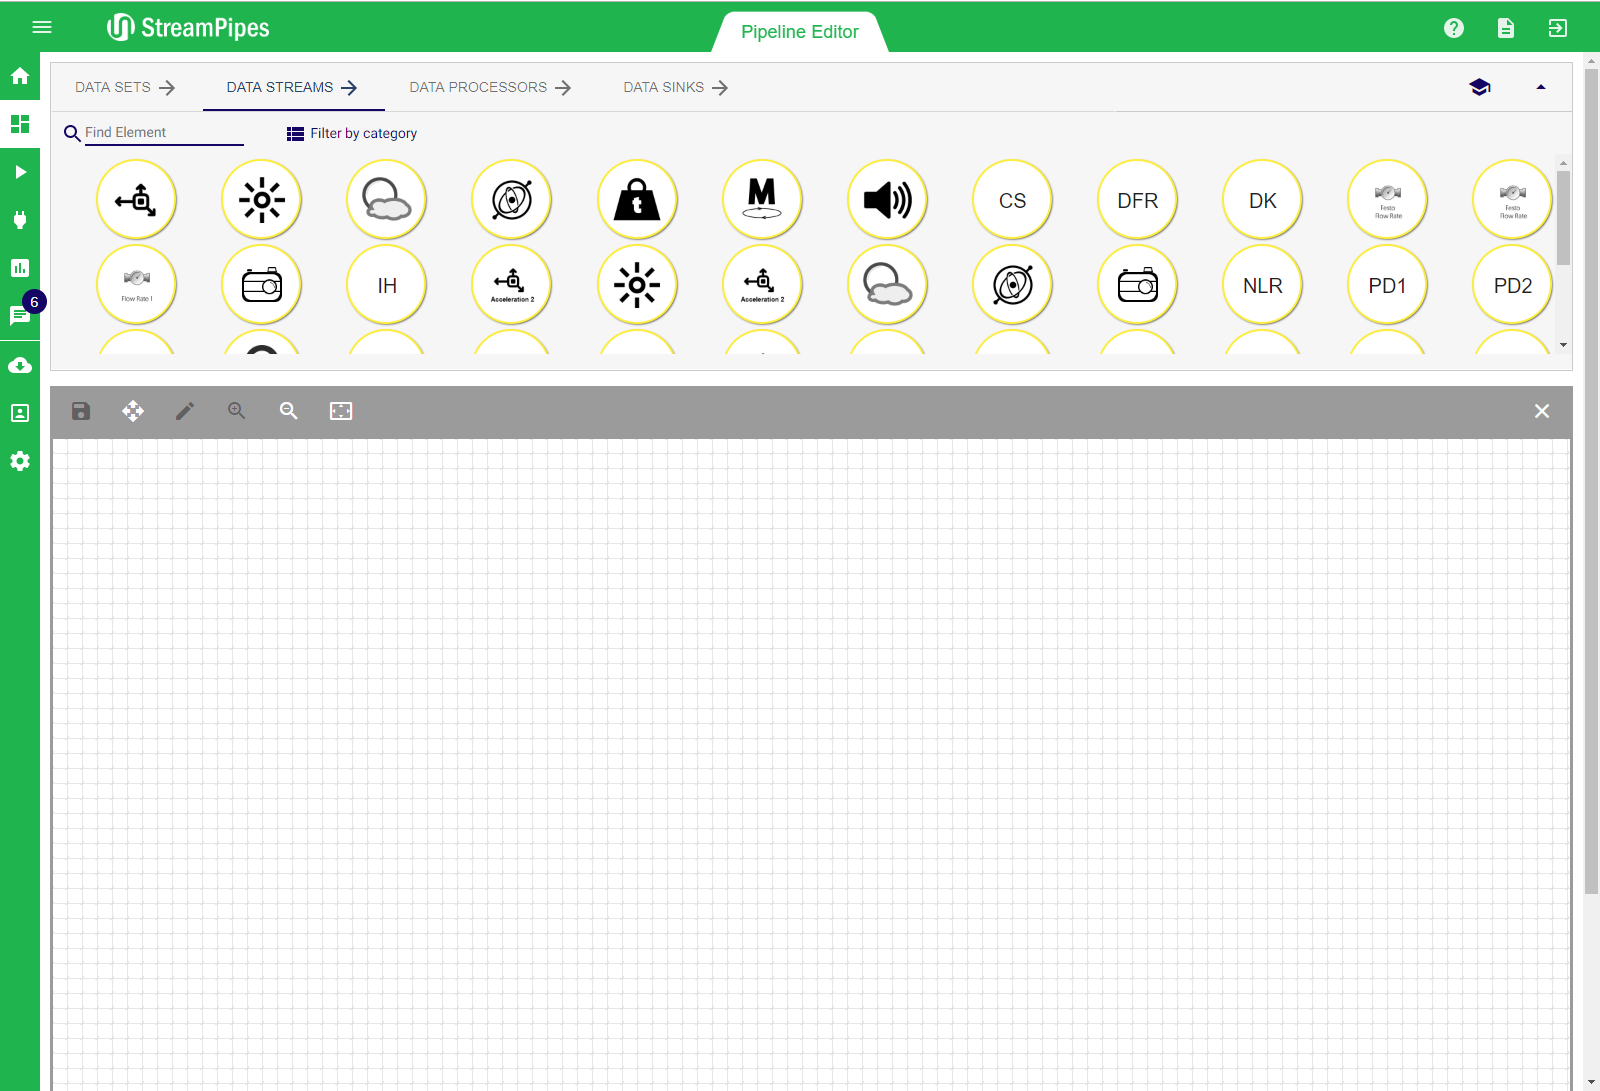 StreamPipes
Pipeline Editor
DATA SETS
DATA STREAMS
DATA PROCESSORS
DATA SINKS
Find Element
Filter by category
t
M
CS
DFR
DK
Festo
Flow Rate
Festo
Flow Rate
Flow Rate 1
IH
Acceleration 2
Acceleration 2
NLR
PD1
PD2
6